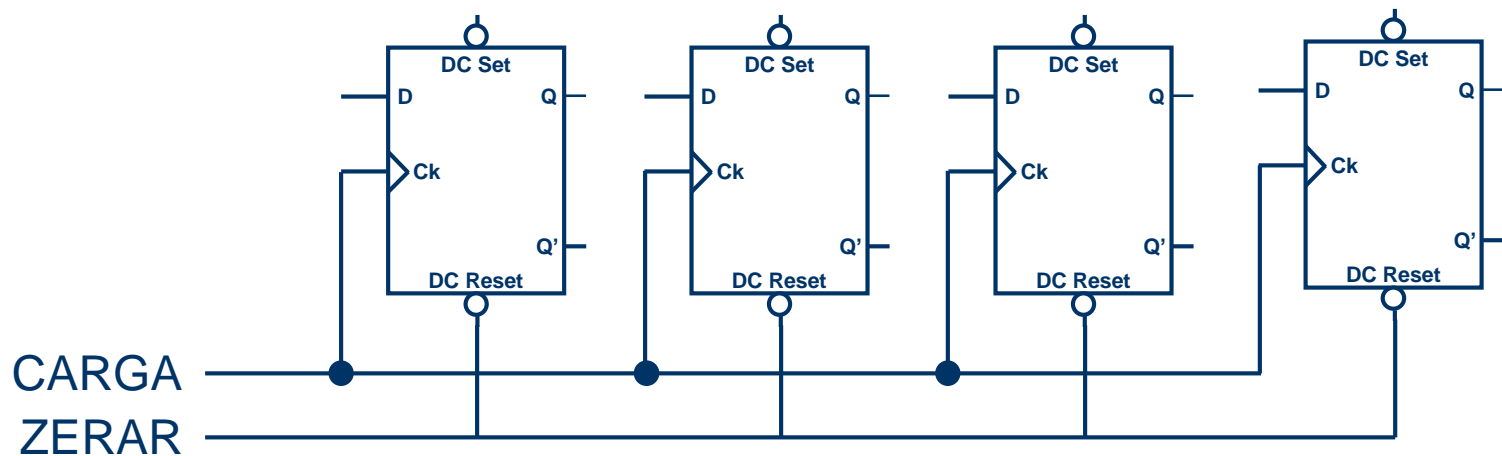 DC Set
D
Q
Ck
Q’
DC Reset
DC Set
D
Q
Ck
Q’
DC Reset
DC Set
D
Q
Ck
Q’
DC Reset
DC Set
D
Q
Ck
Q’
DC Reset
CARGA
ZERAR